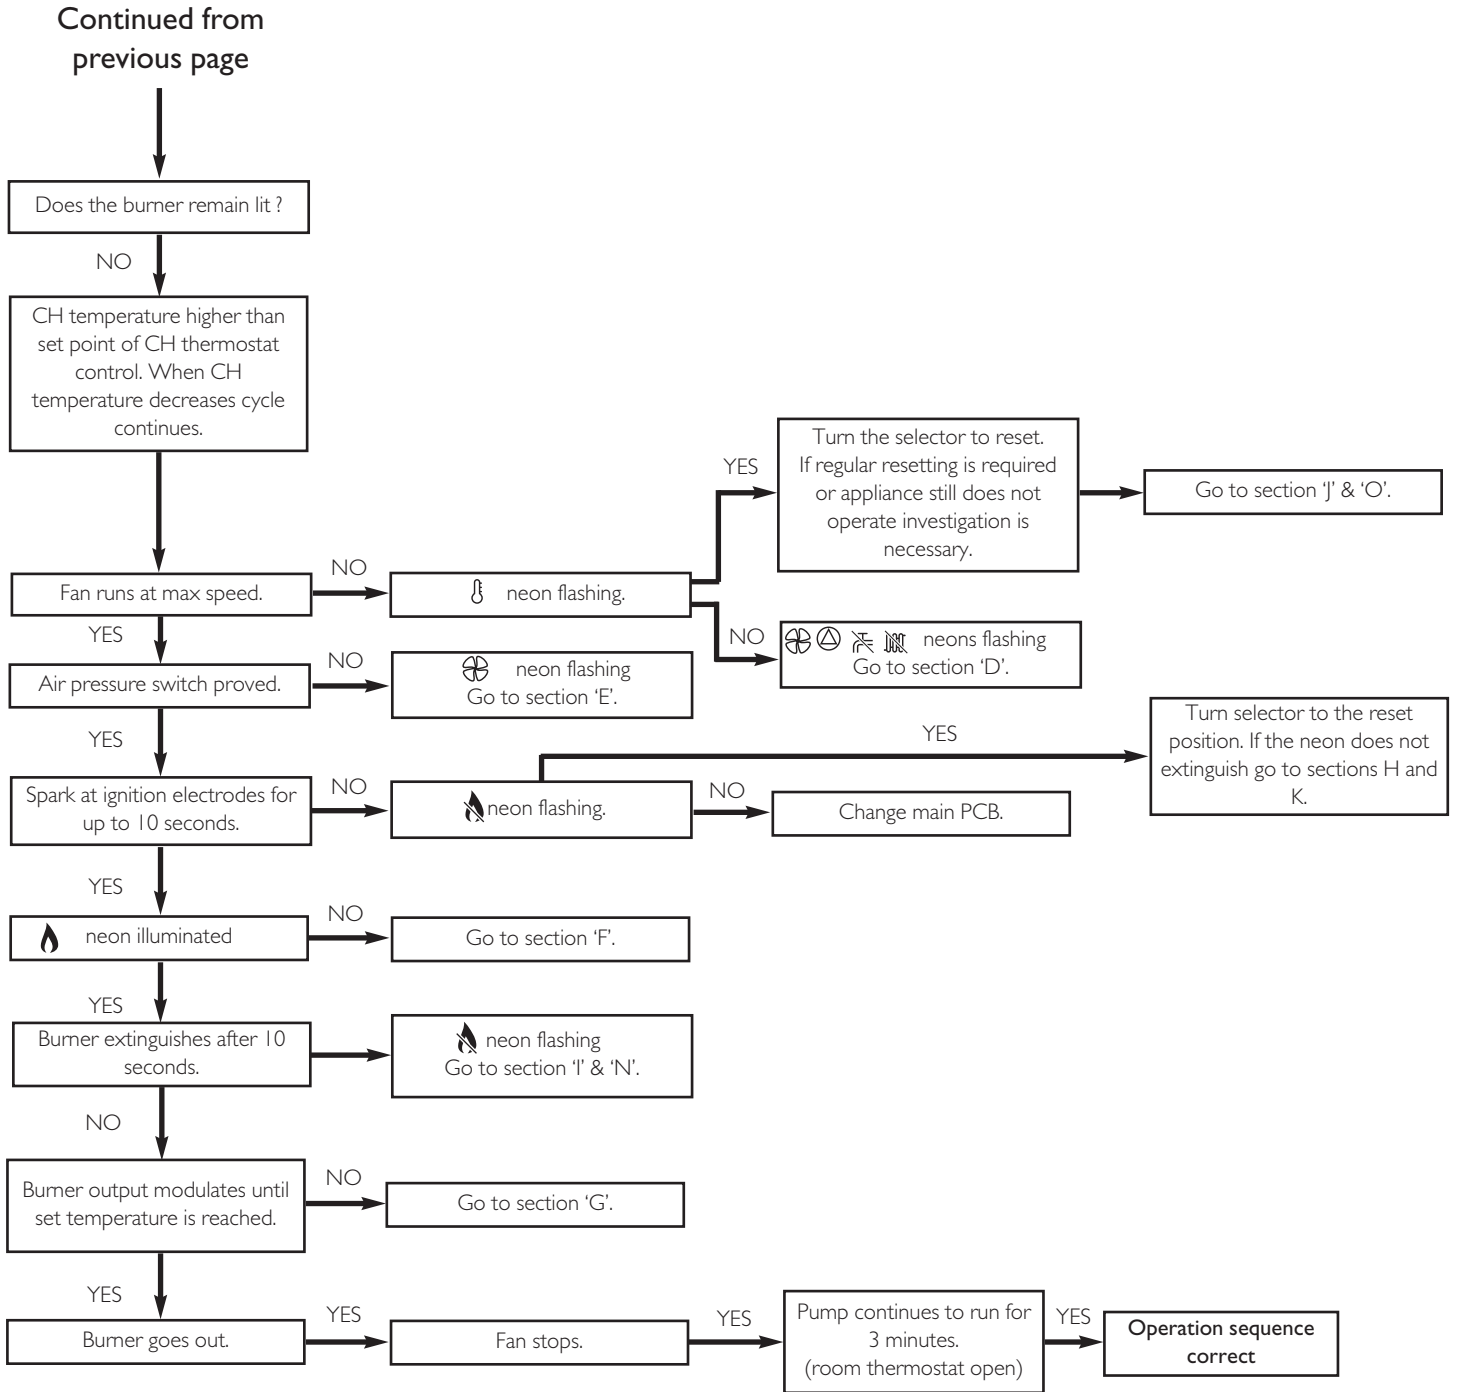 Continued from
previous page
Does the burner remain lit ?
NO
CH temperature higher than
set point of CH thermostat
control. When CH
temperature decreases cycle
continues.
Fan runs at max speed.
NO
neon flashing.
YES
Turn the selector to reset.
If regular resetting is required
or appliance still does not
operate investigation is
necessary.
Go to section ‘J’ & ‘O’.
NO
neons flashing
Go to section ‘D’.
YES
Air pressure switch proved.
NO
neon flashing
Go to section ‘E’.
YES
Spark at ignition electrodes for
up to 10 seconds.
NO
neon flashing.
YES
Turn selector to the reset
position. If the neon does not
extinguish go to sections H and
K.
NO
Change main PCB.
YES
neon illuminated
NO
Go to section ‘F’.
YES
Burner extinguishes after 10
seconds.
neon flashing
Go to section ‘I’ & ‘N’.
NO
Burner output modulates until
set temperature is reached.
NO
Go to section ‘G’.
YES
Burner goes out.
YES
Fan stops.
YES
Pump continues to run for
3 minutes.
(room thermostat open)
YES
Operation sequence
correct